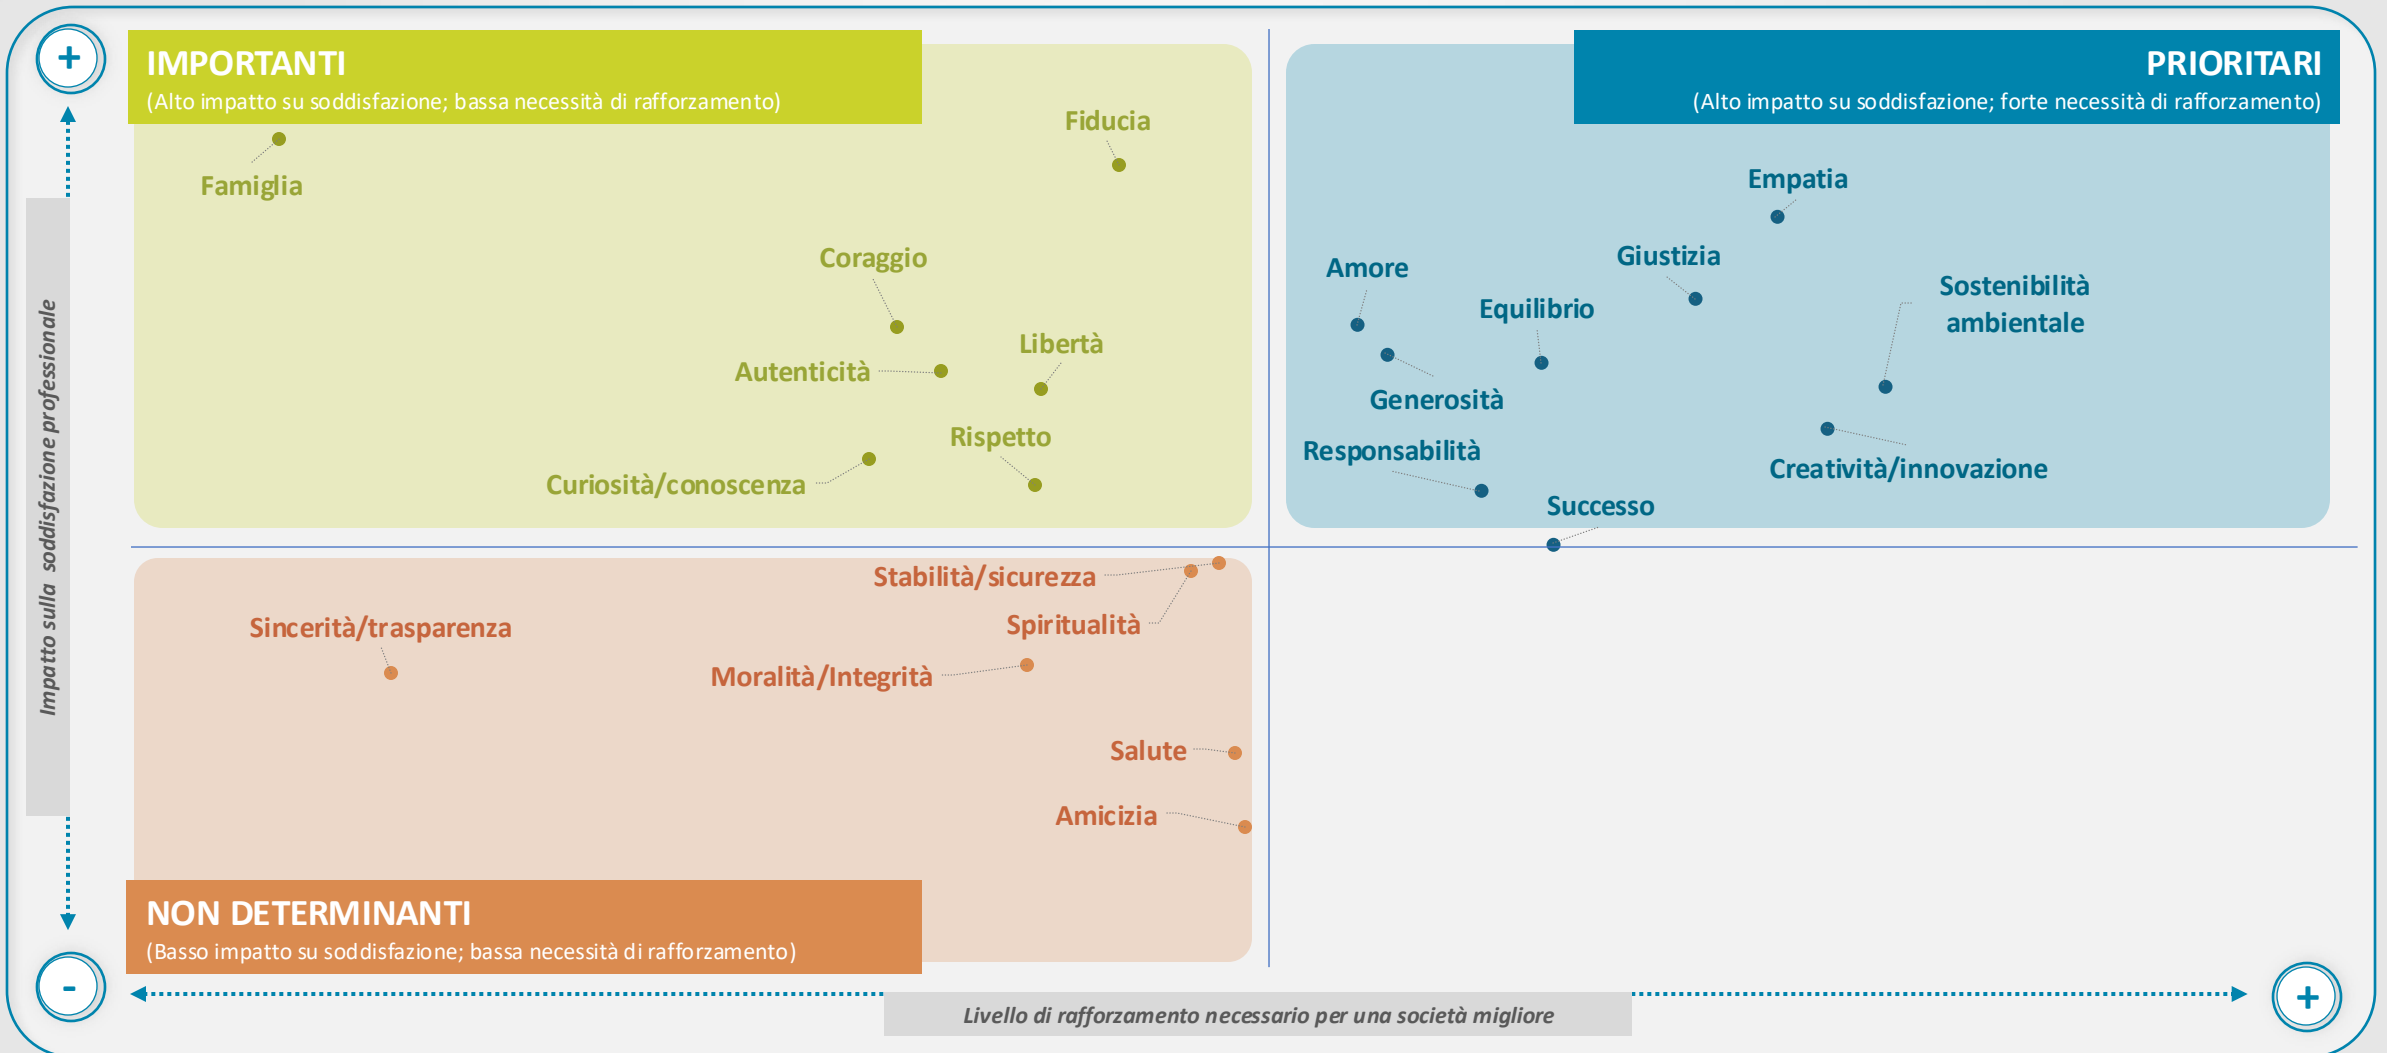 +
IMPORTANTI
(Alto impatto su soddisfazione; bassa necessità di rafforzamento)
PRIORITARI
(Alto impatto su soddisfazione; forte necessità di rafforzamento)
Famiglia
Fiducia
Coraggio
Autenticità
Libertà
Rispetto
Curiosità/conoscenza
Empatia
Giustizia
Amore
Equilibrio
Sostenibilità
ambientale
Generosità
Responsabilità
Creatività/innovazione
Successo
Impatto sulla soddisfazione professionale
Stabilità/sicurezza
Spiritualità
Sincerità/trasparenza
Moralità/Integrità
Salute
Amicizia
NON DETERMINANTI
(Basso impatto su soddisfazione; bassa necessità di rafforzamento)
-
Livello di rafforzamento necessario per una società migliore
+